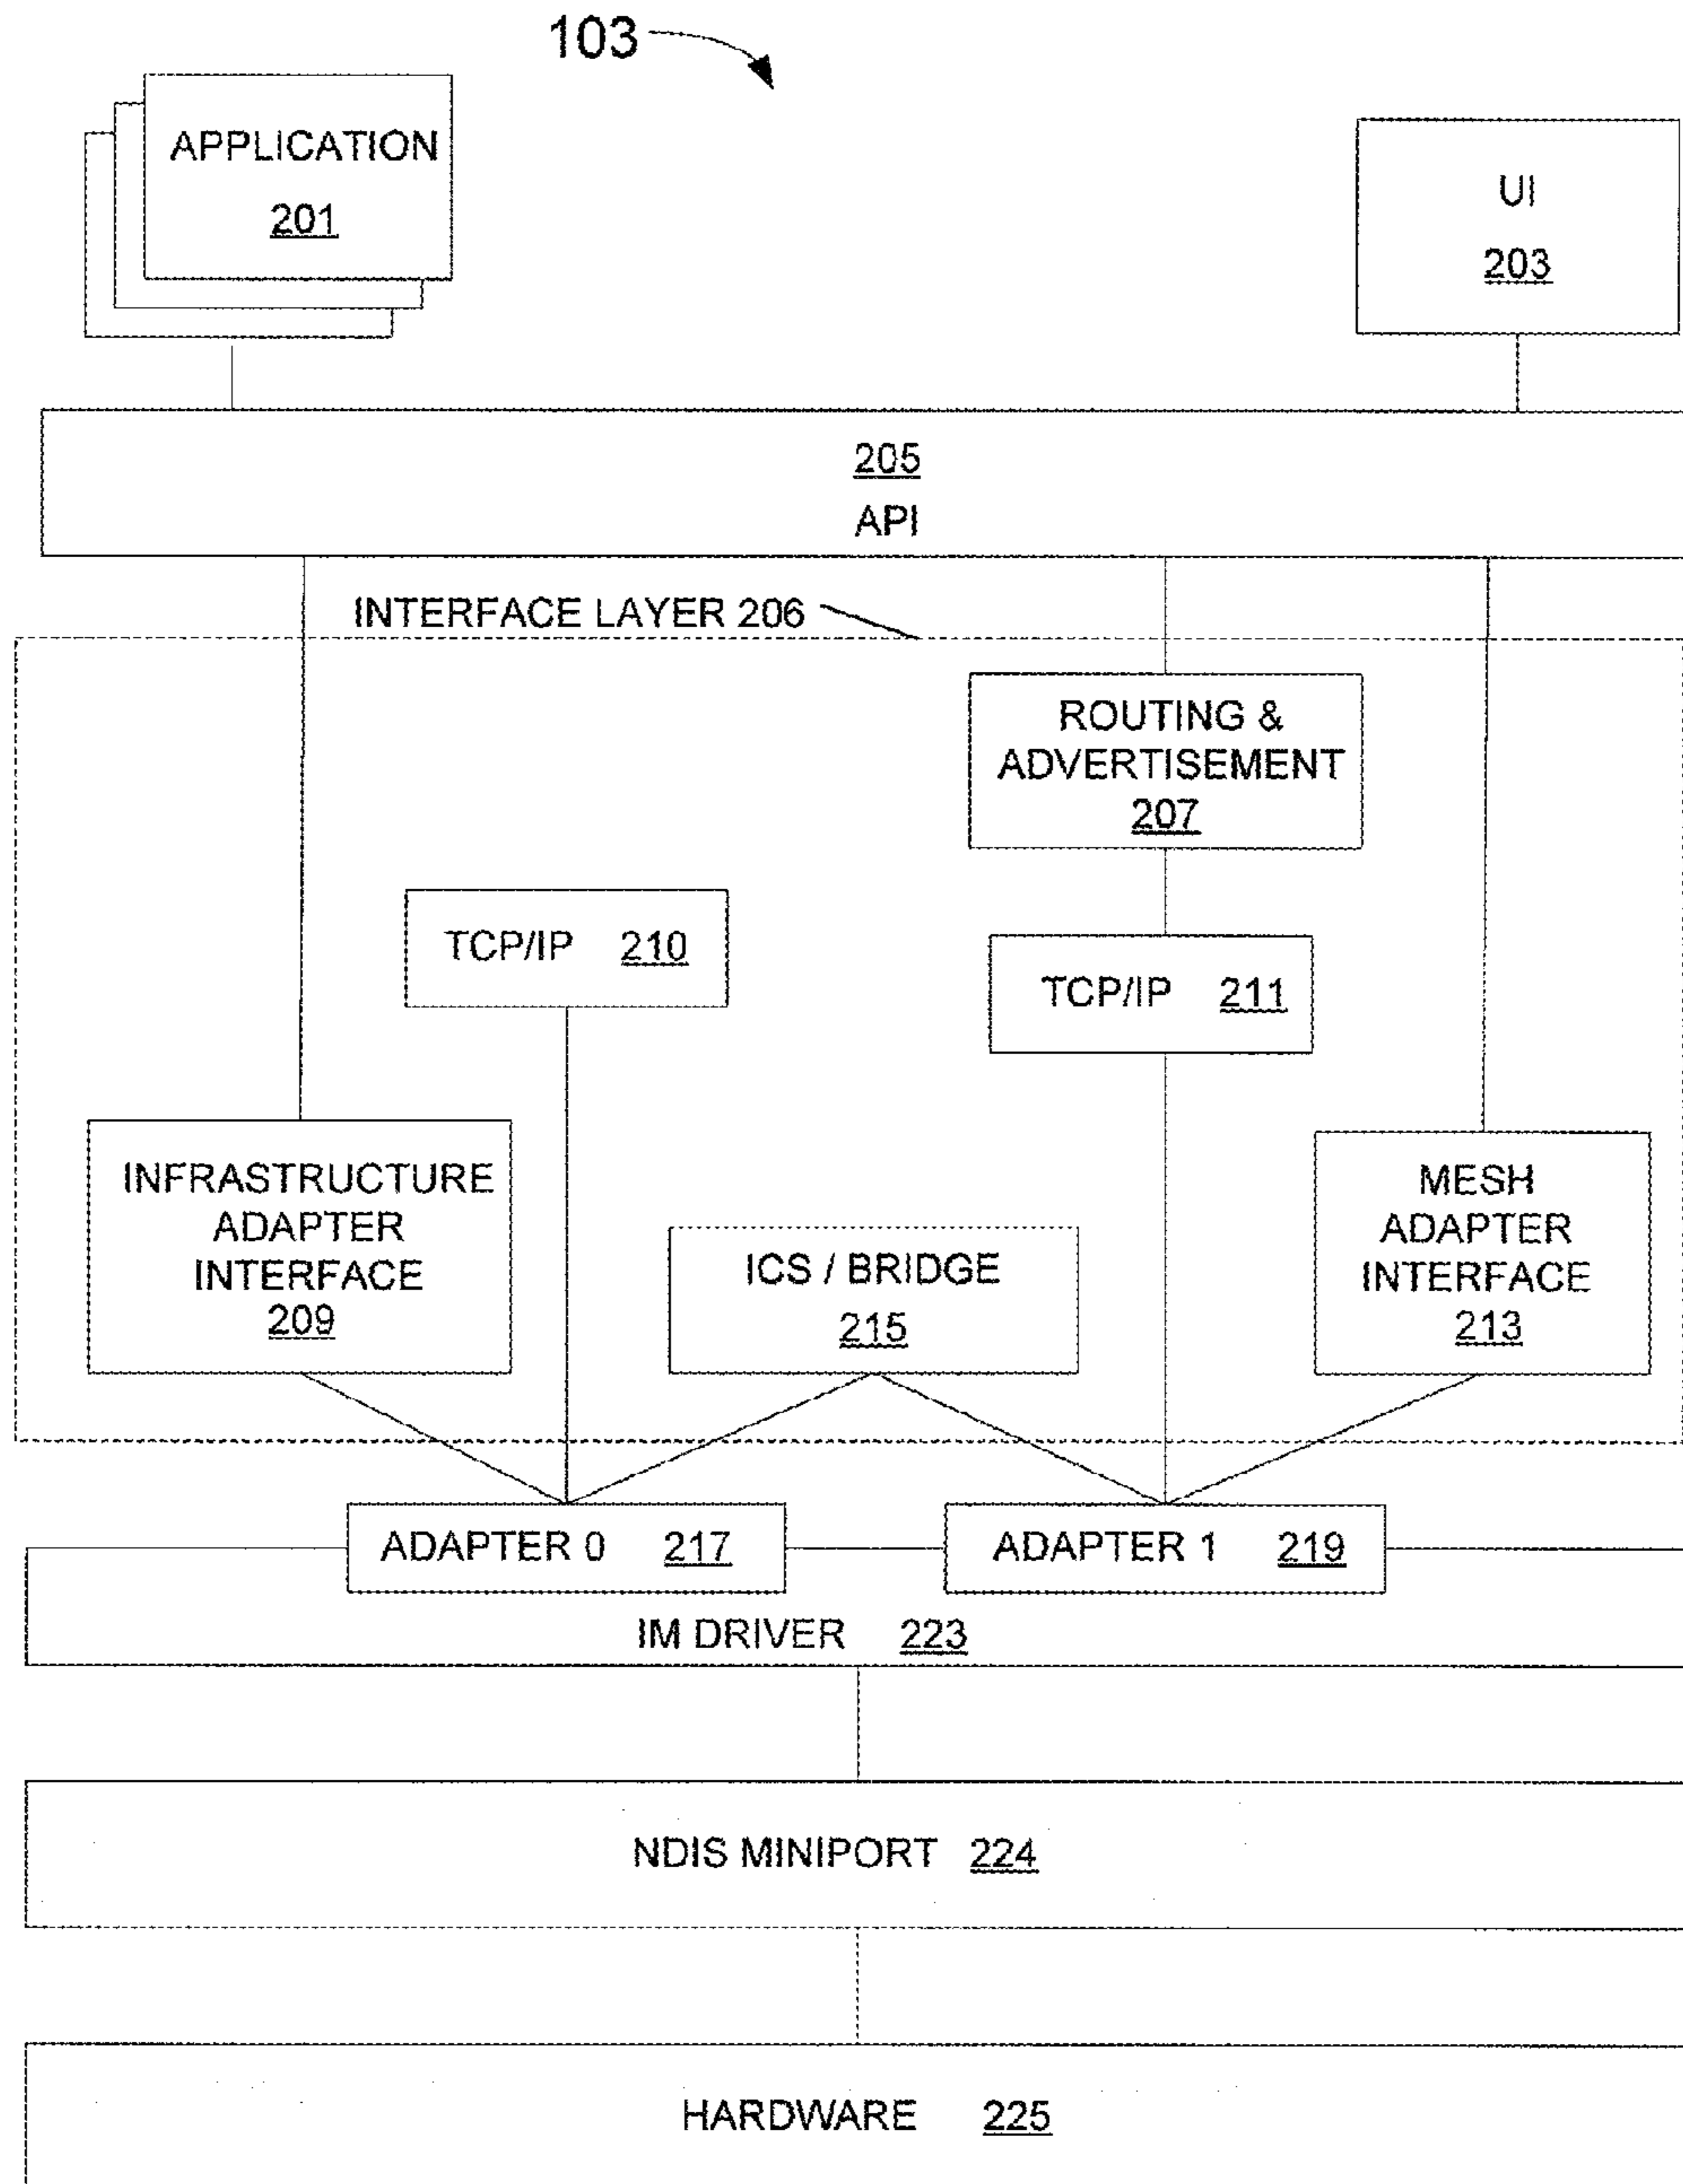 103
APPLICATION
201
UI
203
205
API
INTERFACE LAYER 206
ROUTING &
ADVERTISEMENT
207
TCP/IP 210
TCP/IP 211
INFRASTRUCTURE
ADAPTER
INTERFACE
209
ICS / BRIDGE
215
MESH
ADAPTER
INTERFACE
213
ADAPTER 0 217
ADAPTER 1 219
IM DRIVER 223
NDIS MINIPORT 224
HARDWARE 225